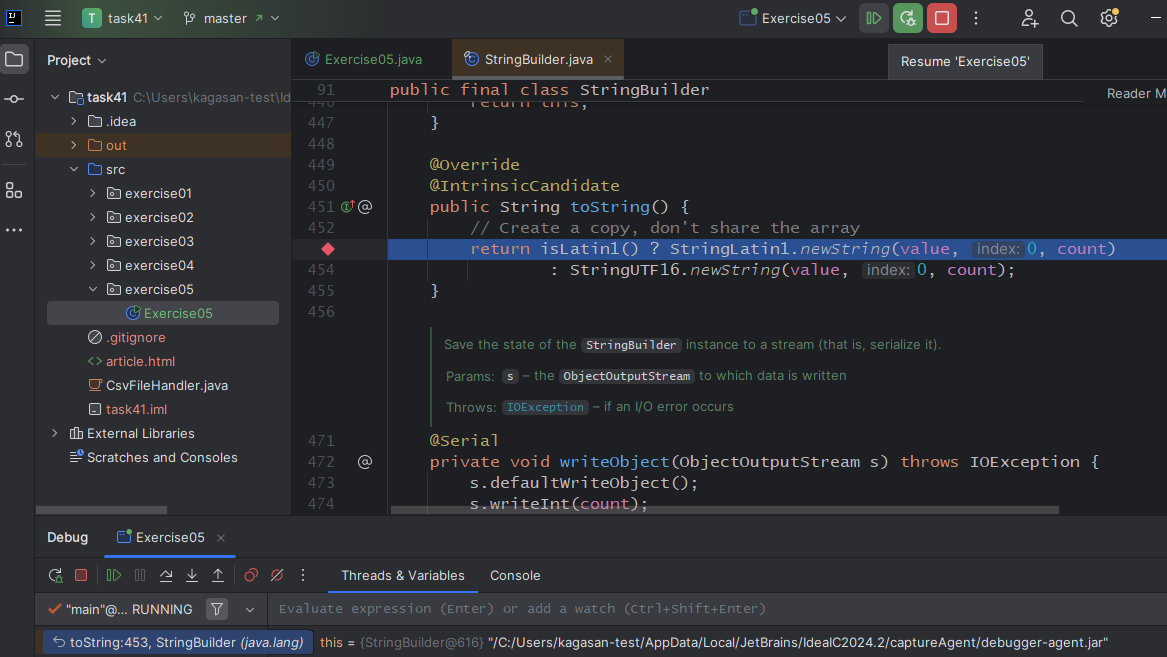 task41 master Exercise05
Project
Exercise05.java StringBuilder.java
Resume 'Exercise05'
91 public final class StringBuilder
Reader M
446 return this;
447 }
448
449 @Override
450 @IntrinsicCandidate
451 public String toString() {
452 // Create a copy, don't share the array
return isLatin1() ? StringLatin1.newString(value, index: 0, count)
454 : StringUTF16.newString(value, index: 0, count);
455 }
456
Save the state of the StringBuilder instance to a stream (that is, serialize it).
Params: s – the ObjectOutputStream to which data is written
Throws: IOException – if an I/O error occurs
471 @Serial
472 private void writeObject(ObjectOutputStream s) throws IOException {
473 s.defaultWriteObject();
474 s.writeInt(count);
task41 C:\Users\kagasan-test\Id
.idea
out
src
exercise01
exercise02
exercise03
exercise04
exercise05
Exercise05
.gitignore
article.html
CsvFileHandler.java
task41.iml
External Libraries
Scratches and Consoles
Debug Exercise05
Threads & Variables Console
"main"@... RUNNING
Evaluate expression (Enter) or add a watch (Ctrl+Shift+Enter)
toString:453, StringBuilder (java.lang)
this = {StringBuilder@616} "/C:/Users/kagasan-test/AppData/Local/JetBrains/IdealC2024.2/captureAgent/debugger-agent.jar"